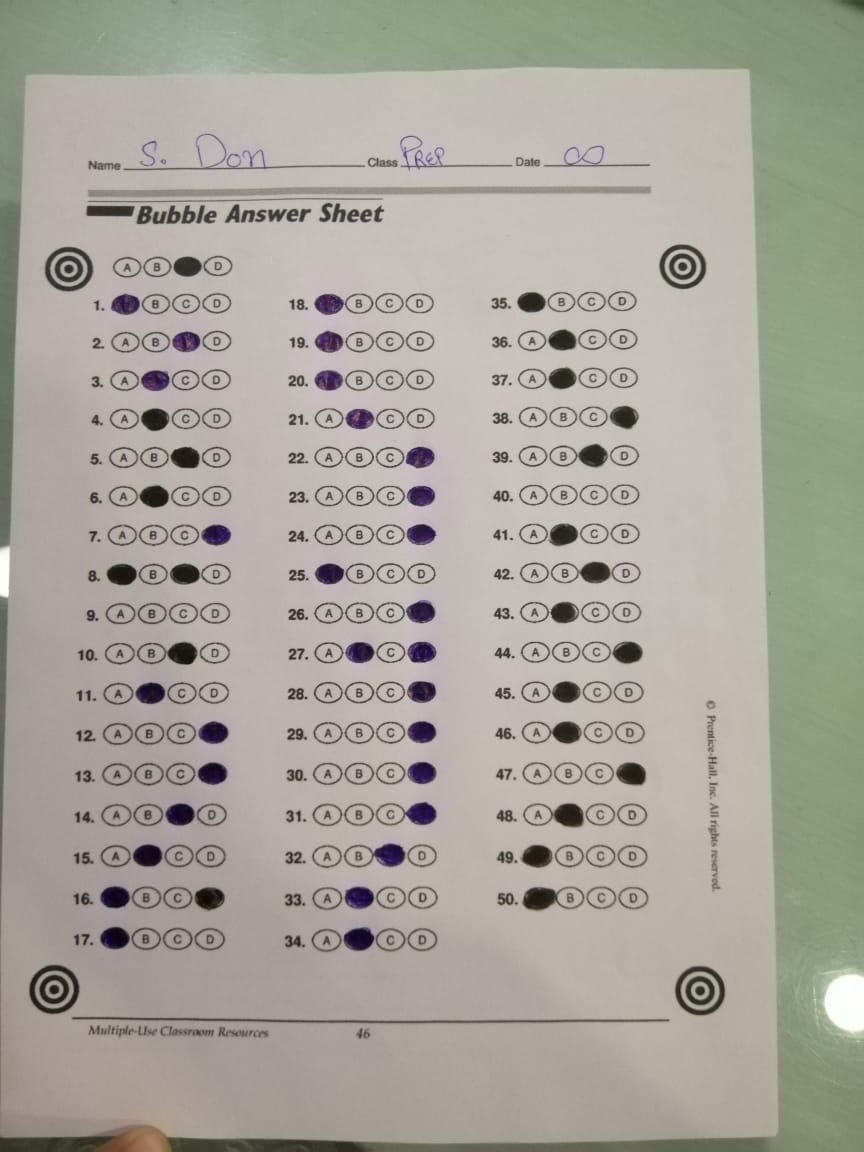 Name S. Don Class PREP Date ∞
Bubble Answer Sheet
A B D
1. B C D
2. A B D
3. A C D
4. A C D
5. A B D
6. A C D
7. A B C
8. B D
9. A B C D
10. A B D
11. A C D
12. A B C
13. A B C
14. A B D
15. A C D
16. B C
17. B C D
18. B C D
19. B C D
20. B C D
21. A C D
22. A B C
23. A B C
24. A B C
25. B C D
26. A B C
27. A C
28. A B C
29. A B C
30. A B C
31. A B C
32. A B D
33. A C D
34. A C D
35. B C D
36. A C D
37. A C D
38. A B C
39. A B D
40. A B C D
41. A C D
42. A B D
43. A C D
44. A B C
45. A C D
46. A C D
47. A B C
48. A C D
49. B C D
50. B C D
© Prentice-Hall, Inc. All rights reserved.
Multiple-Use Classroom Resources 46